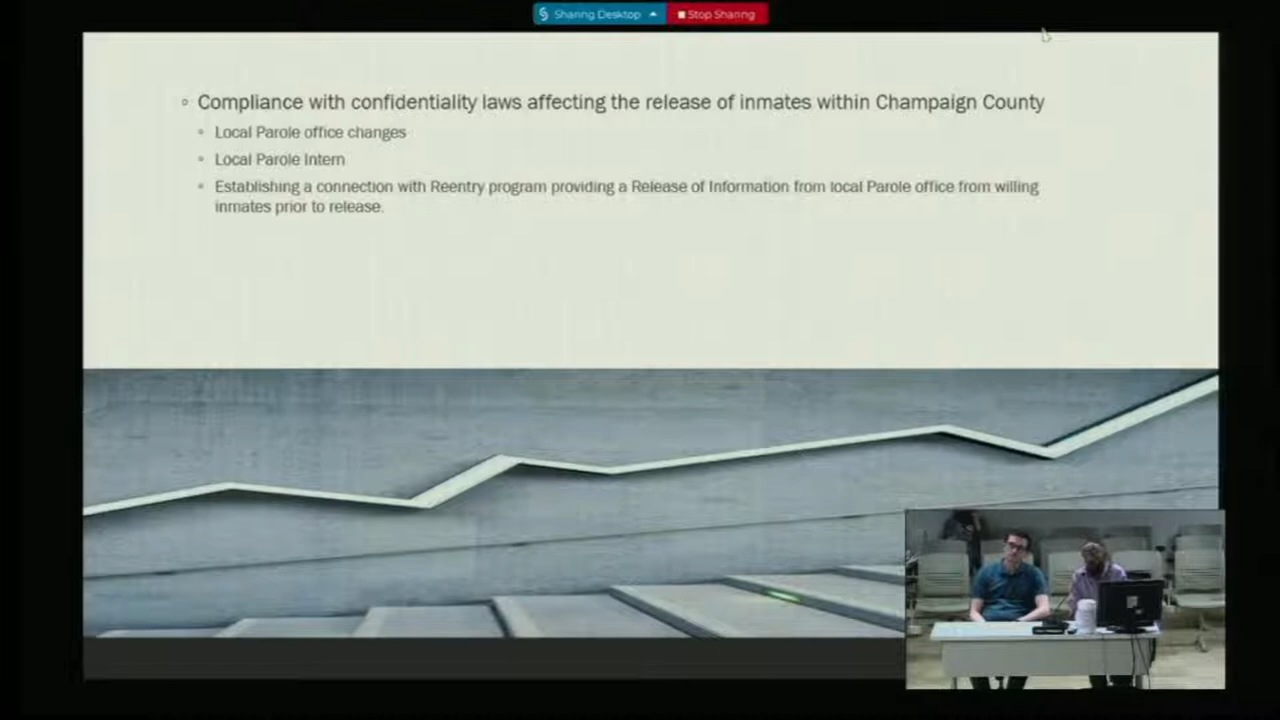 Sharing Desktop
Stop Sharing
Compliance with confidentiality laws affecting the release of inmates within Champaign County
Local Parole office changes
Local Parole Intern
Establishing a connection with Reentry program providing a Release of Information from local Parole office from willing
inmates prior to release.